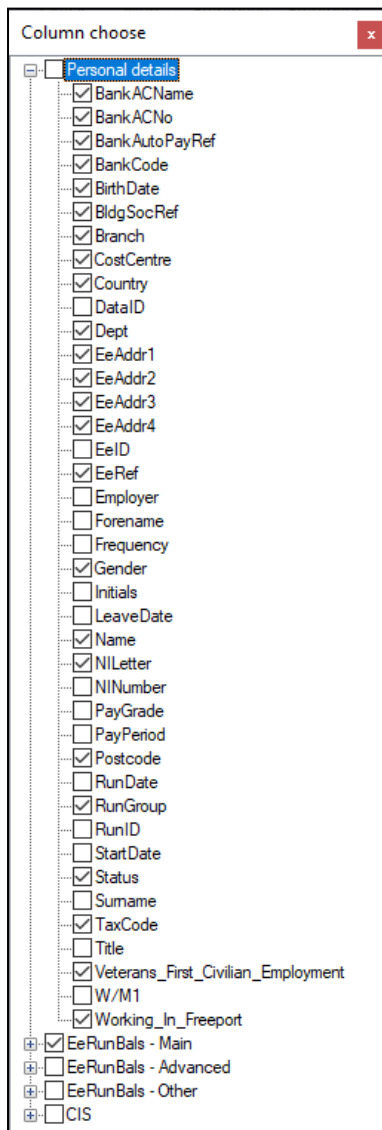 Column choose
x
Personal details
BankACName
BankACNo
BankAutoPayRef
BankCode
BirthDate
BldgSocRef
Branch
CostCentre
Country
DataID
Dept
EeAddr1
EeAddr2
EeAddr3
EeAddr4
EeID
EeRef
Employer
Forename
Frequency
Gender
Initials
LeaveDate
Name
NILetter
NINumber
PayGrade
PayPeriod
Postcode
RunDate
RunGroup
RunID
StartDate
Status
Surname
TaxCode
Title
Veterans_First_Civilian_Employment
W/M1
Working_In_Freeport
EeRunBals - Main
EeRunBals - Advanced
EeRunBals - Other
CIS